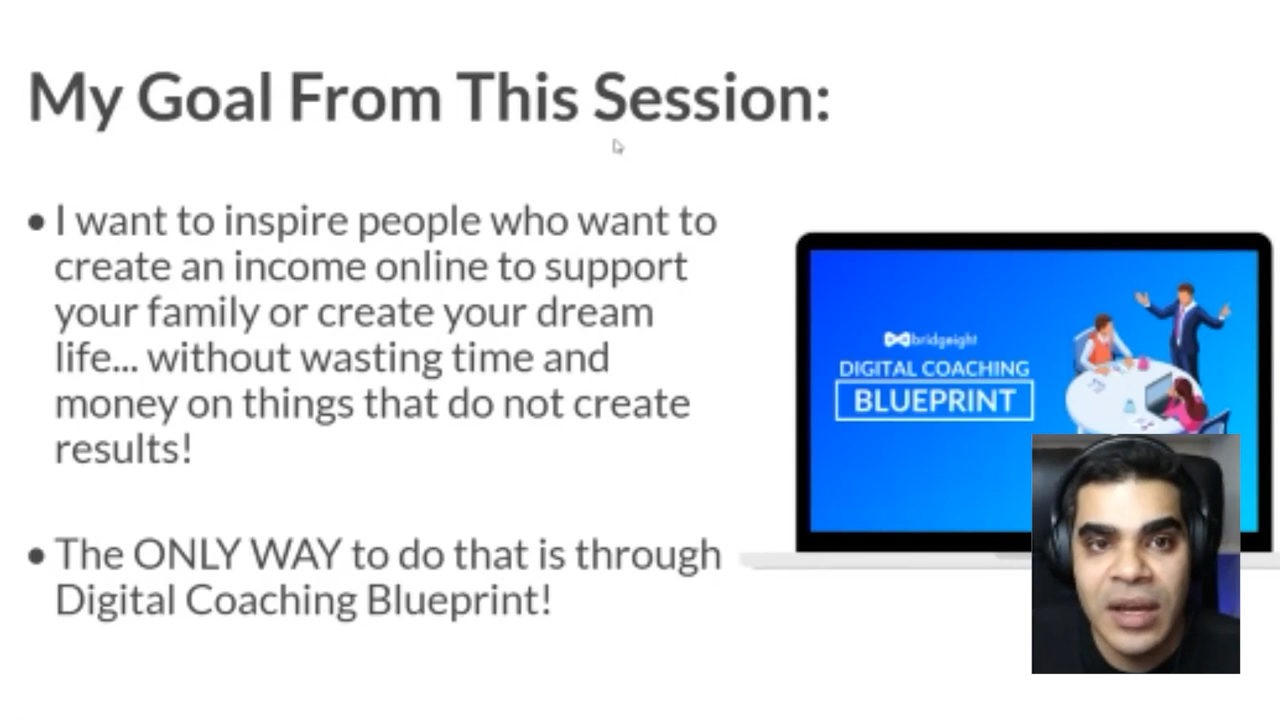 My Goal From This Session:
• I want to inspire people who want to
create an income online to support
your family or create your dream
life... without wasting time and
money on things that do not create
results!
• The ONLY WAY to do that is through
Digital Coaching Blueprint!
bridgeight
DIGITAL COACHING
BLUEPRINT